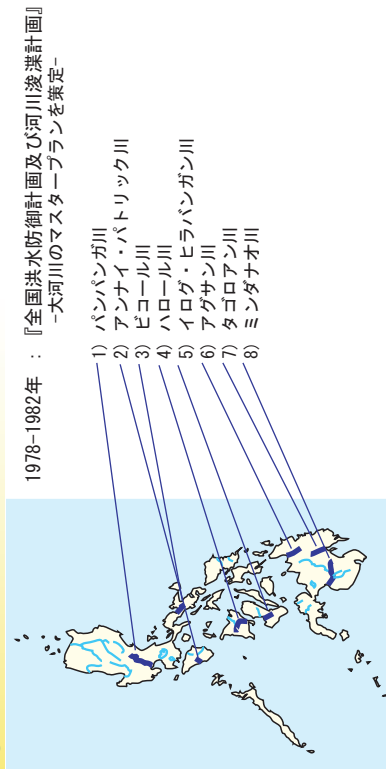 1978-1982年 : 『全国洪水防御計画及び河川浚渫計画』
-大河川のマスタープランを策定-
1) パンパンガ川
2) アンナイ・パトリック川
3) ビコール川
4) ハロール川
5) イログ・ヒラバンガン川
6) アグサン川
7) タゴロアン川
8) ミンダナオ川